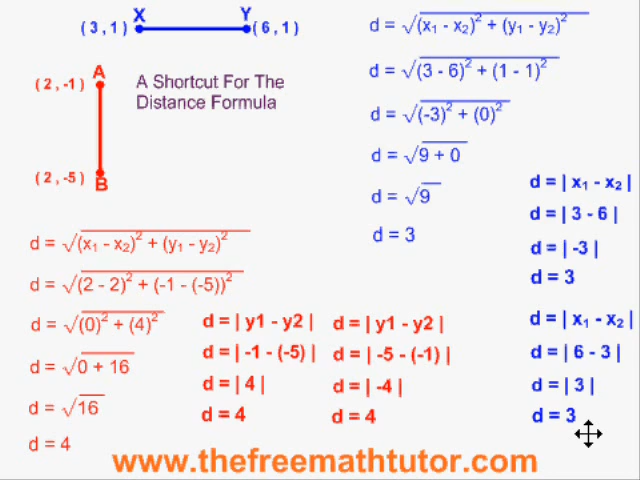 X Y
( 3 , 1 ) ( 6 , 1 )
A
( 2 , -1 )
( 2 , -5 )
B
A Shortcut For The
Distance Formula
d = √(x₁ - x₂)² + (y₁ - y₂)²
d = √(3 - 6)² + (1 - 1)²
d = √(-3)² + (0)²
d = √9 + 0
d = √9
d = 3
d = | x₁ - x₂ |
d = | 3 - 6 |
d = | -3 |
d = 3
d = √(x₁ - x₂)² + (y₁ - y₂)²
d = √(2 - 2)² + (-1 - (-5))²
d = √(0)² + (4)²
d = √0 + 16
d = √16
d = 4
d = | y1 - y2 |
d = | -1 - (-5) |
d = | 4 |
d = 4
d = | y1 - y2 |
d = | -5 - (-1) |
d = | -4 |
d = 4
d = | x₁ - x₂ |
d = | 6 - 3 |
d = | 3 |
d = 3
www.thefreemathtutor.com